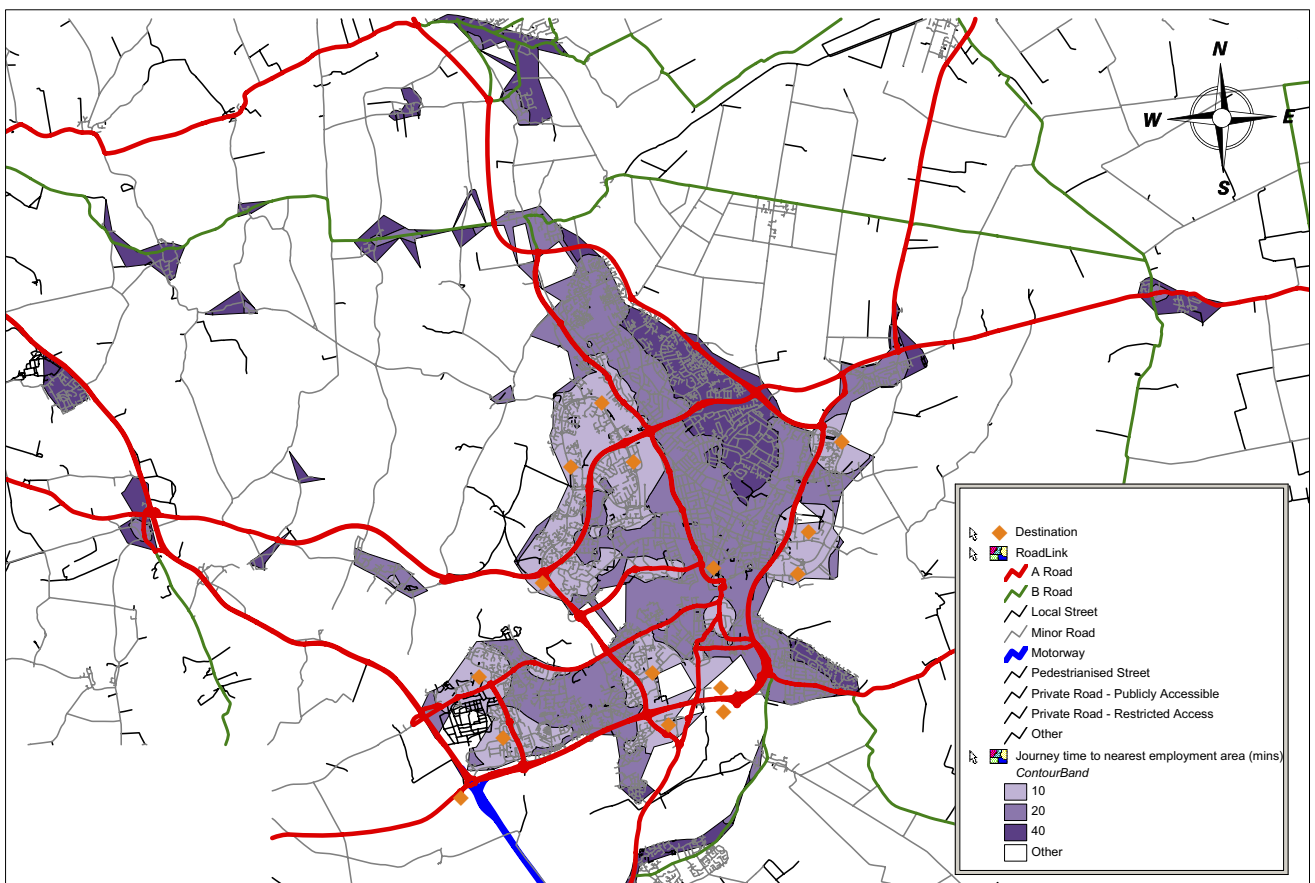 N
W
E
S
Destination
RoadLink
A Road
B Road
Local Street
Minor Road
Motorway
Pedestrianised Street
Private Road - Publicly Accessible
Private Road - Restricted Access
Other
Journey time to nearest employment area (mins)
ContourBand
10
20
40
Other